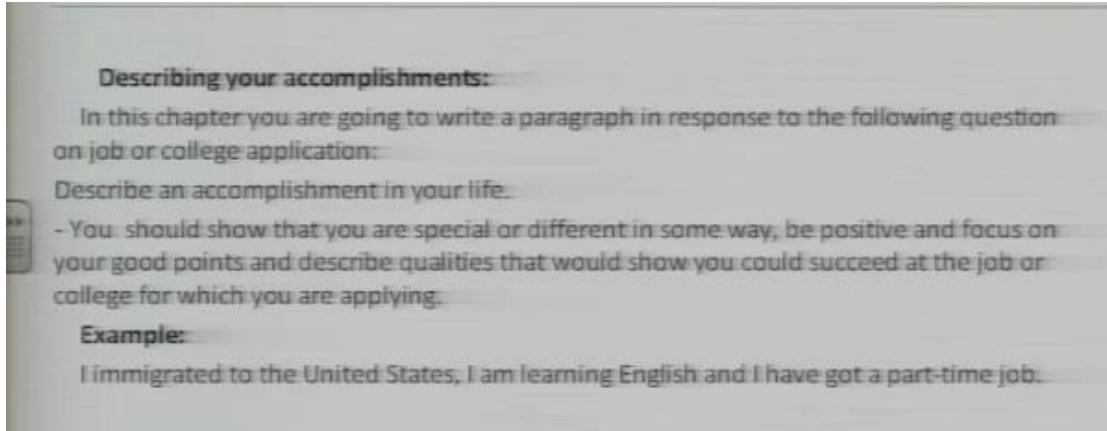 Describing your accomplishments:
In this chapter you are going to write a paragraph in response to the following question
on job or college application:
Describe an accomplishment in your life.
- You should show that you are special or different in some way, be positive and focus on
your good points and describe qualities that would show you could succeed at the job or
college for which you are applying.
Example:
I immigrated to the United States, I am learning English and I have got a part-time job.